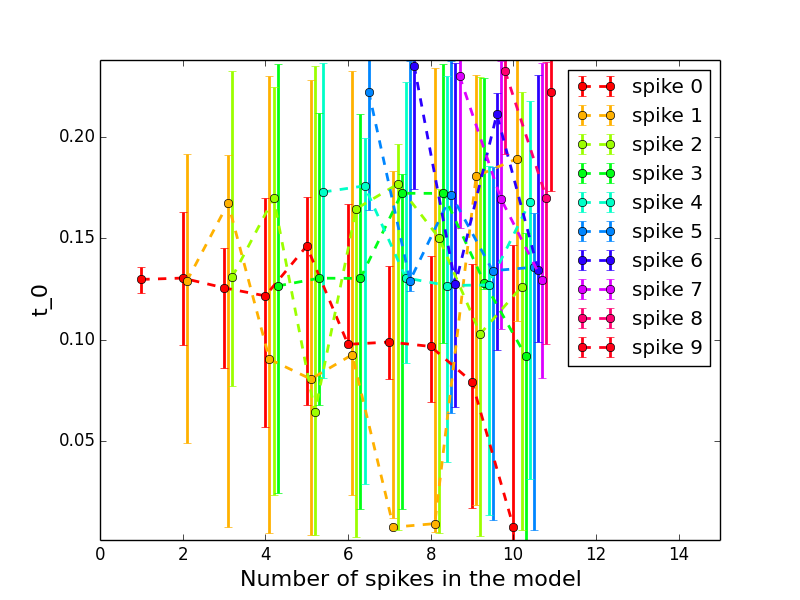 0.20
0.15
0.10
0.05
t_0
0 2 4 6 8 10 12 14
Number of spikes in the model
spike 0
spike 1
spike 2
spike 3
spike 4
spike 5
spike 6
spike 7
spike 8
spike 9